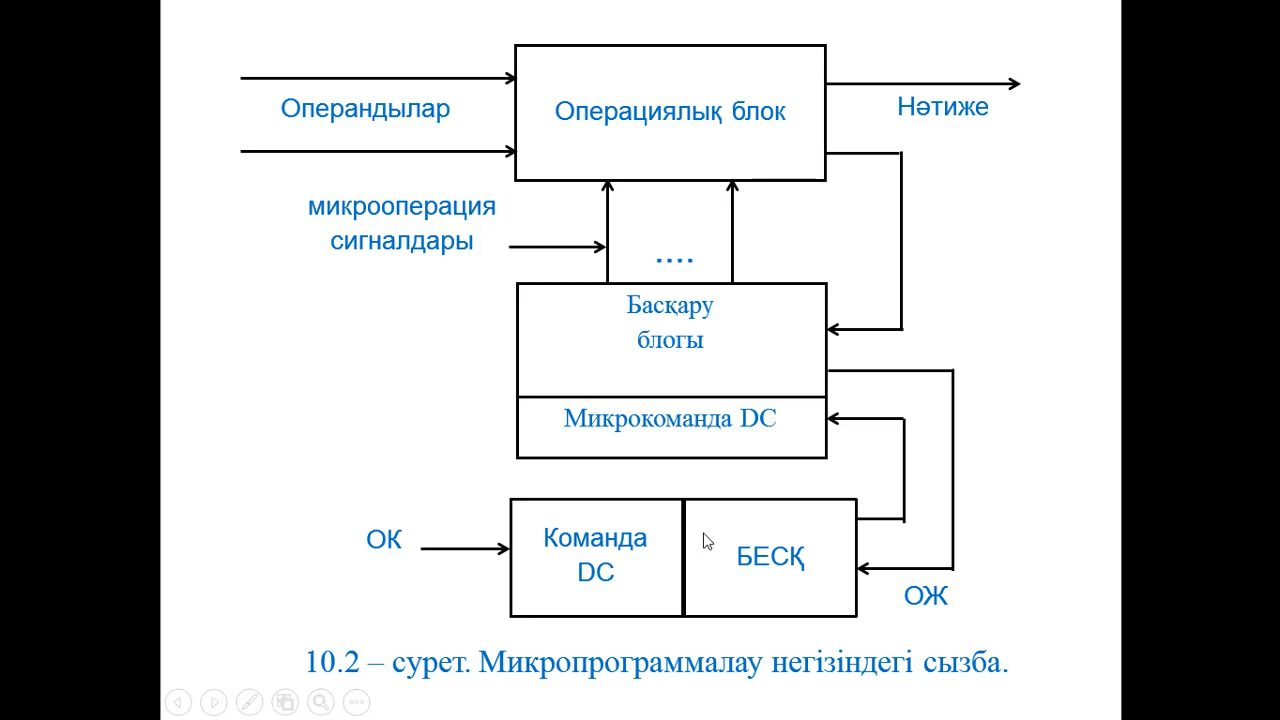 Операндылар
Операциялық блок
Нәтиже
микрооперация
сигналдары
....
Басқару
блогы
Микрокоманда DC
ОК
Команда
DC
БЕСҚ
ОЖ
10.2 – сурет. Микропрограммалау негізіндегі сызба.